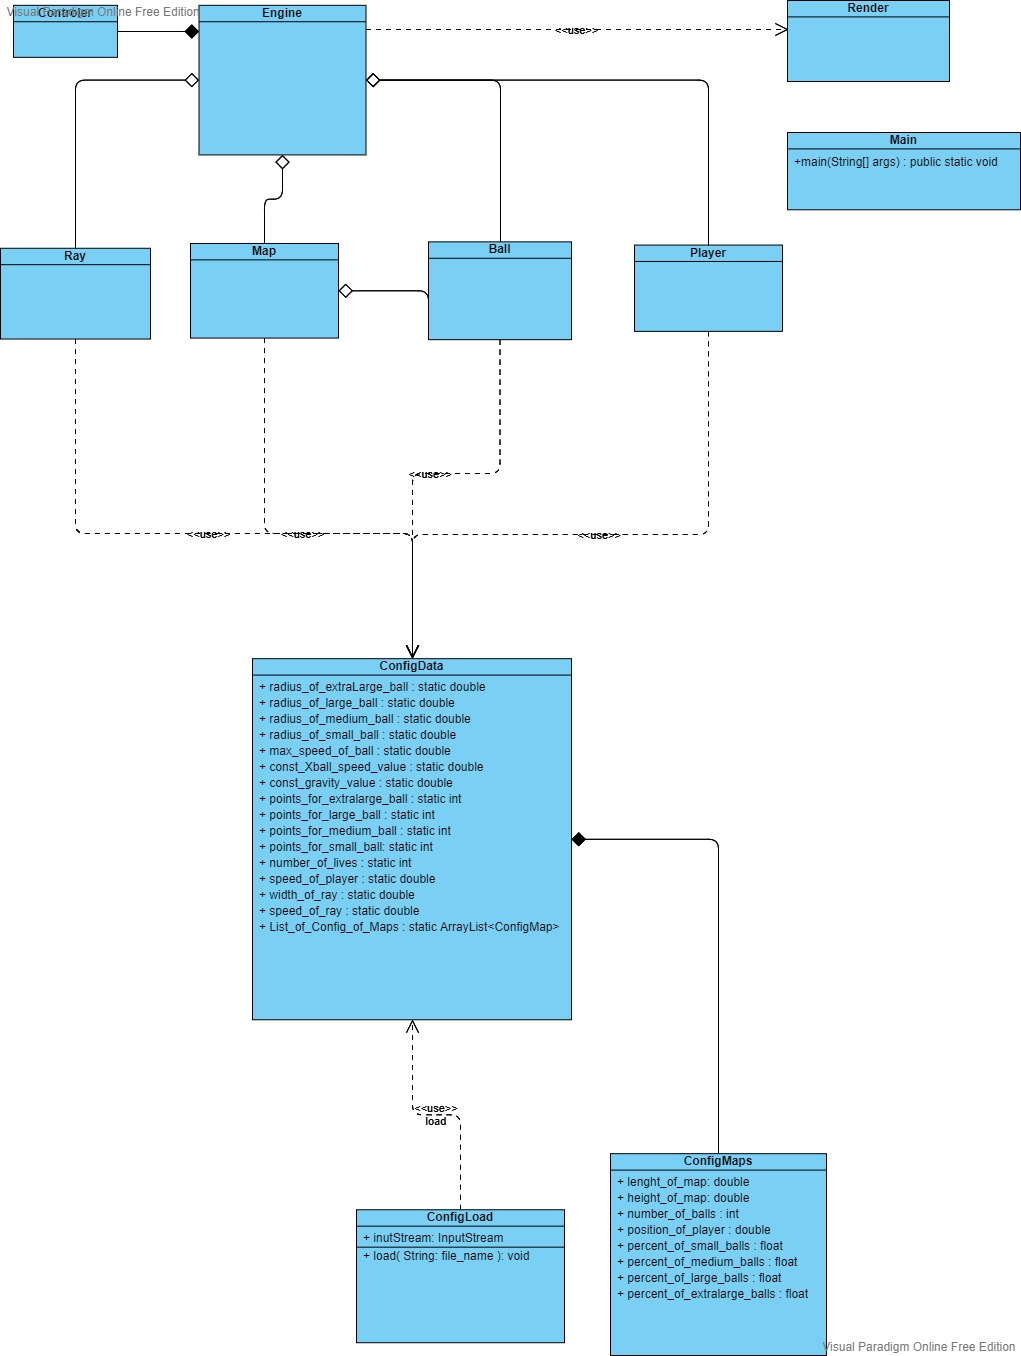 Visual Paradigm Online Free Edition
Controler
Engine
Render
<<use>>
Main
+main(String[] args) : public static void
Ray
Map
Ball
Player
<<use>>
<<use>>
<<use>>
<<use>>
ConfigData
+ radius_of_extraLarge_ball : static double
+ radius_of_large_ball : static double
+ radius_of_medium_ball : static double
+ radius_of_small_ball : static double
+ max_speed_of_ball : static double
+ const_Xball_speed_value : static double
+ const_gravity_value : static double
+ points_for_extralarge_ball : static int
+ points_for_large_ball : static int
+ points_for_medium_ball : static int
+ points_for_small_ball: static int
+ number_of_lives : static int
+ speed_of_player : static double
+ width_of_ray : static double
+ speed_of_ray : static double
+ List_of_Config_of_Maps : static ArrayList<ConfigMap>
<<use>>
load
ConfigLoad
+ inutStream: InputStream
+ load( String: file_name ): void
ConfigMaps
+ lenght_of_map: double
+ height_of_map: double
+ number_of_balls : int
+ position_of_player : double
+ percent_of_small_balls : float
+ percent_of_medium_balls : float
+ percent_of_large_balls : float
+ percent_of_extralarge_balls : float
Visual Paradigm Online Free Edition